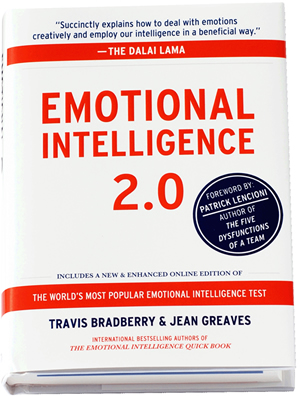 "Succinctly explains how to deal with emotions
creatively and employ our intelligence in a beneficial way."
—THE DALAI LAMA
EMOTIONAL
INTELLIGENCE
2.0
FOREWORD BY
PATRICK LENCIONI
AUTHOR OF
THE FIVE
DYSFUNCTIONS
OF A TEAM
INCLUDES A NEW & ENHANCED ONLINE EDITION OF
THE WORLD'S MOST POPULAR EMOTIONAL INTELLIGENCE TEST
TRAVIS BRADBERRY & JEAN GREAVES
INTERNATIONAL BESTSELLING AUTHORS OF
THE EMOTIONAL INTELLIGENCE QUICK BOOK